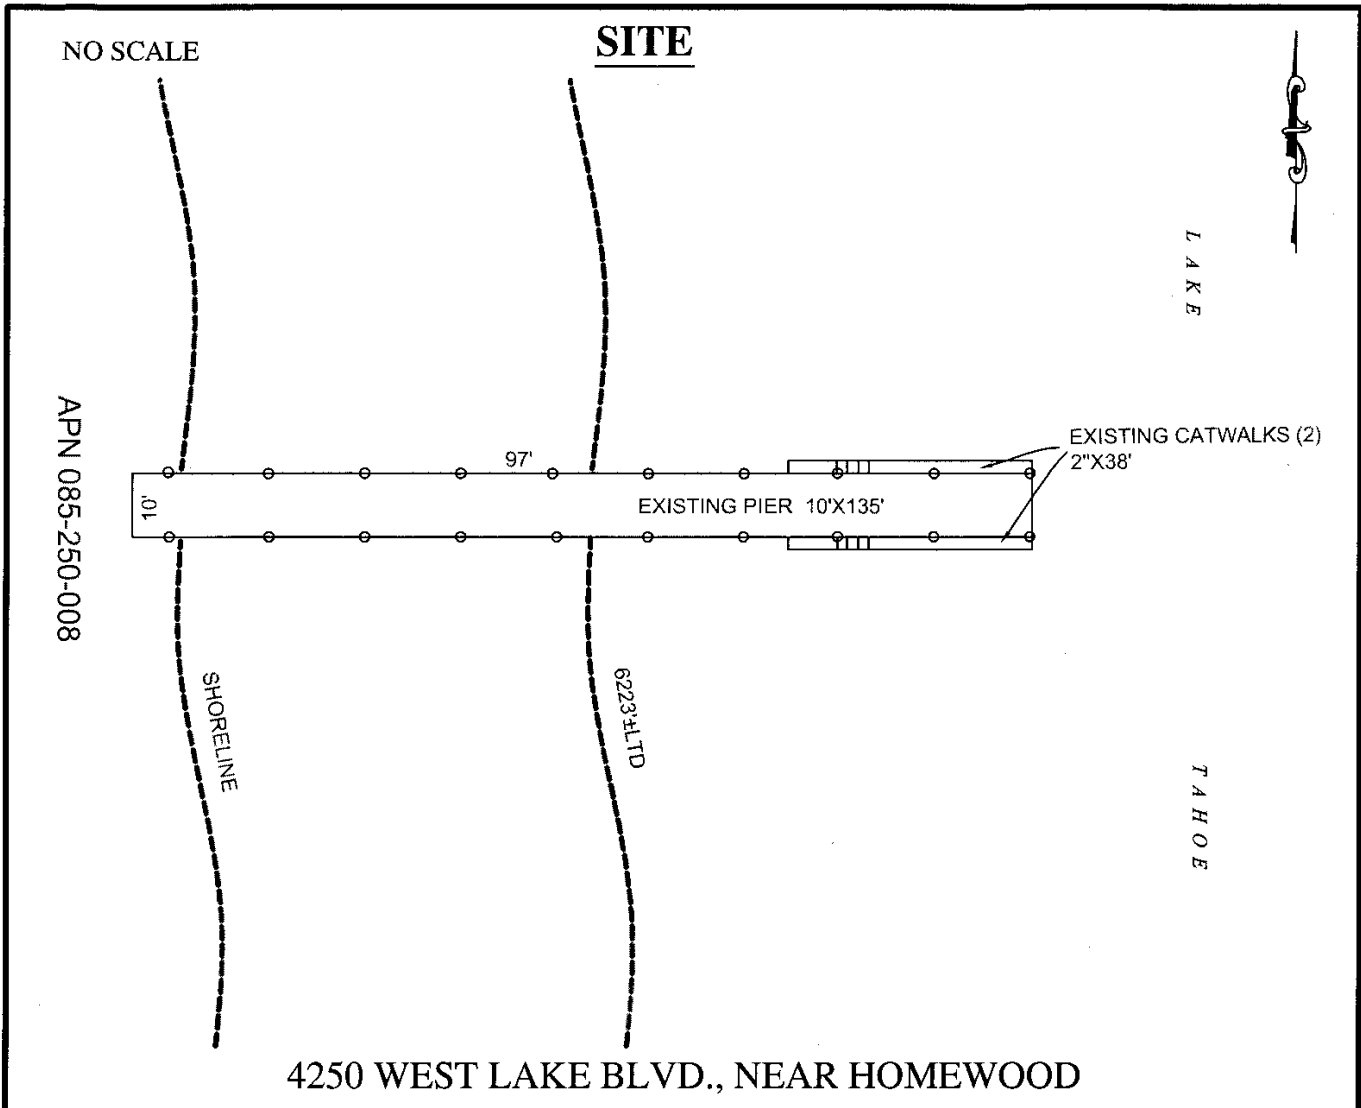 NO SCALE
SITE
LAKE
EXISTING CATWALKS (2)
2"X38'
97'
EXISTING PIER 10'X135'
10'
APN 085-250-008
SHORELINE
6223'±LTD
TAHOE
4250 WEST LAKE BLVD., NEAR HOMEWOOD